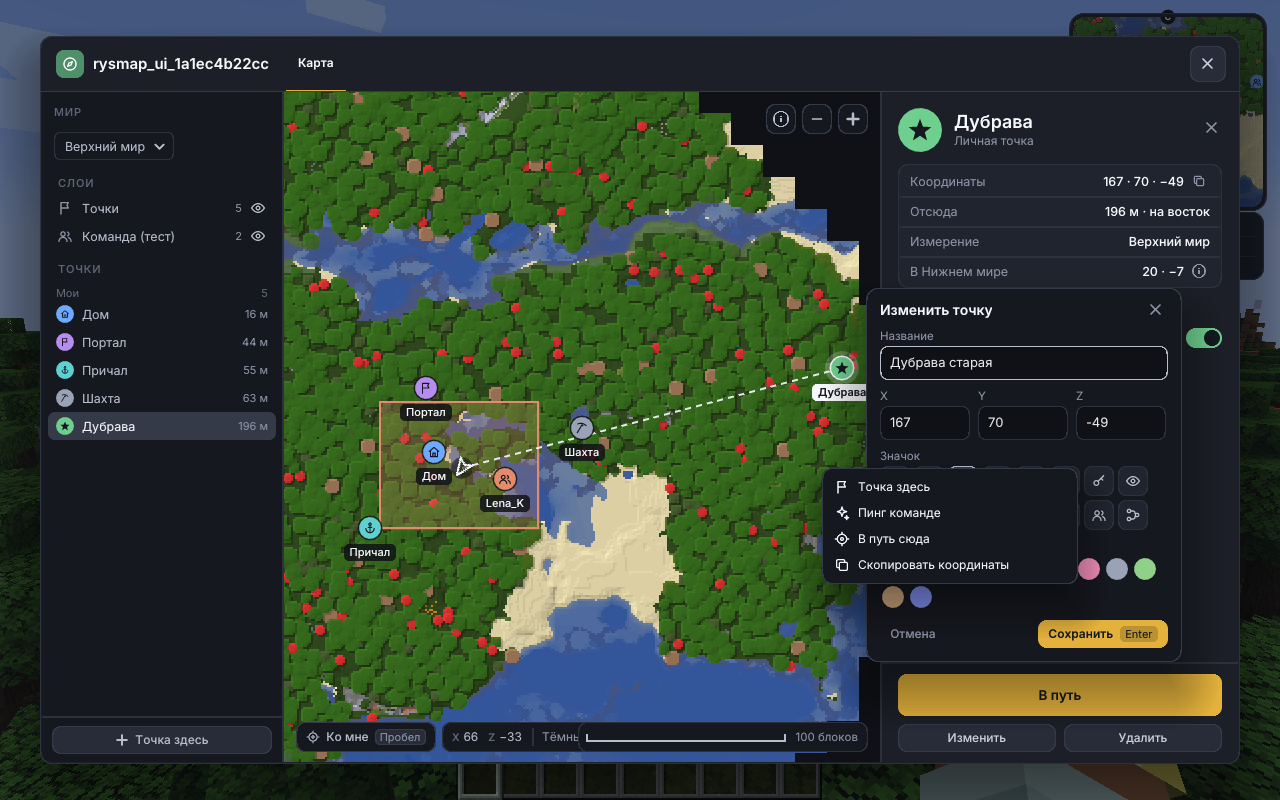 rysmap_ui_1a1ec4b22cc
Карта
МИР
Верхний мир
СЛОИ
Точки 5
Команда (тест) 2
ТОЧКИ
Мои 5
Дом 16 м
Портал 44 м
Причал 55 м
Шахта 63 м
Дубрава 196 м
Точка здесь
Портал
Дом
Lena_K
Шахта
Причал
Дубрава
Ко мне Пробел
X 66 Z −33
100 блоков
Дубрава
Личная точка
Координаты 167 · 70 · −49
Отсюда 196 м · на восток
Измерение Верхний мир
В Нижнем мире 20 · −7
Изменить точку
Название
Дубрава старая
X Y Z
167 70 -49
Значок
Точка здесь
Пинг команде
В путь сюда
Скопировать координаты
Отмена
Сохранить Enter
В путь
Изменить
Удалить